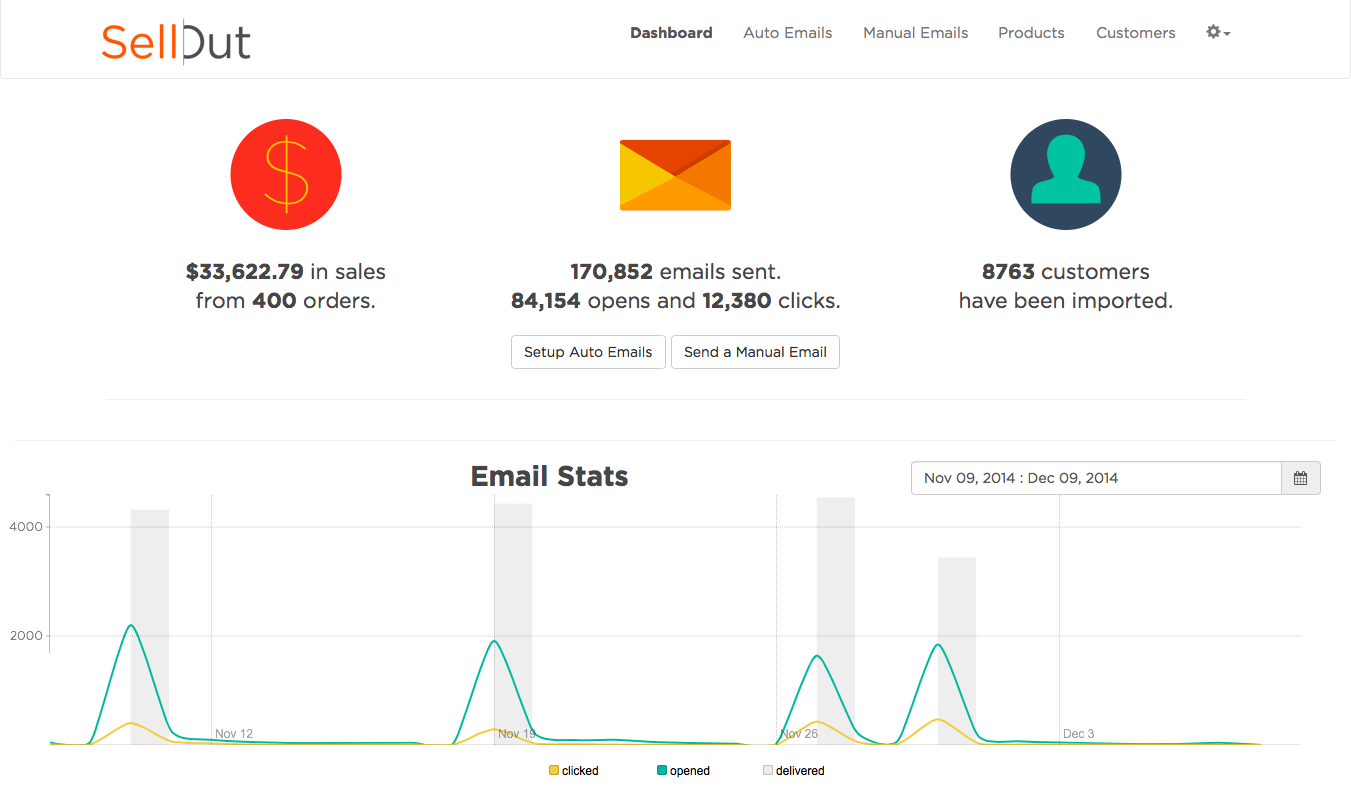 SellOut
Dashboard Auto Emails Manual Emails Products Customers
$33,622.79 in sales
from 400 orders.
170,852 emails sent.
84,154 opens and 12,380 clicks.
8763 customers
have been imported.
Setup Auto Emails Send a Manual Email
Email Stats
Nov 09, 2014 : Dec 09, 2014
4000
2000
Nov 12 Nov 19 Nov 26 Dec 3
clicked opened delivered